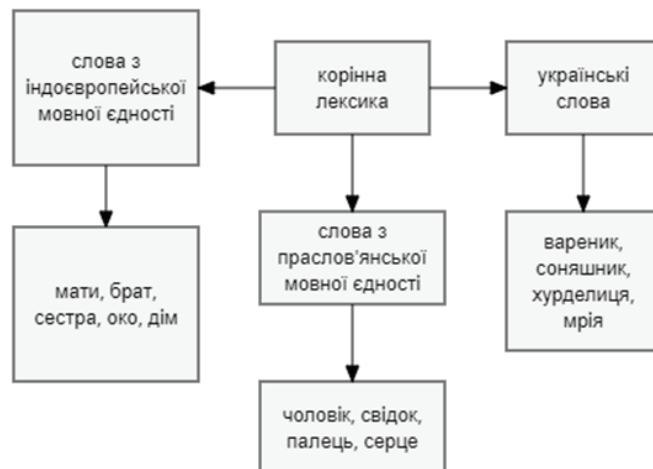 слова з
індоєвропейської
мовної єдності
корінна
лексика
українські
слова
мати, брат,
сестра, око, дім
слова з
праслов'янської
мовної єдності
вареник,
соняшник,
хурделиця,
мрія
чоловік, свідок,
палець, серце